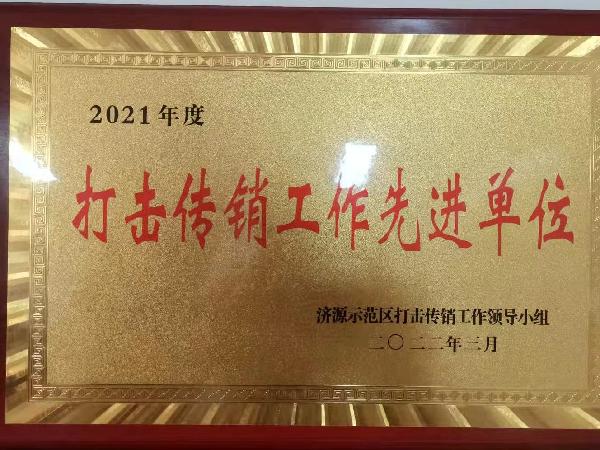 2021年度
打击传销工作先进单位
济源示范区打击传销工作领导小组
二〇二二年三月